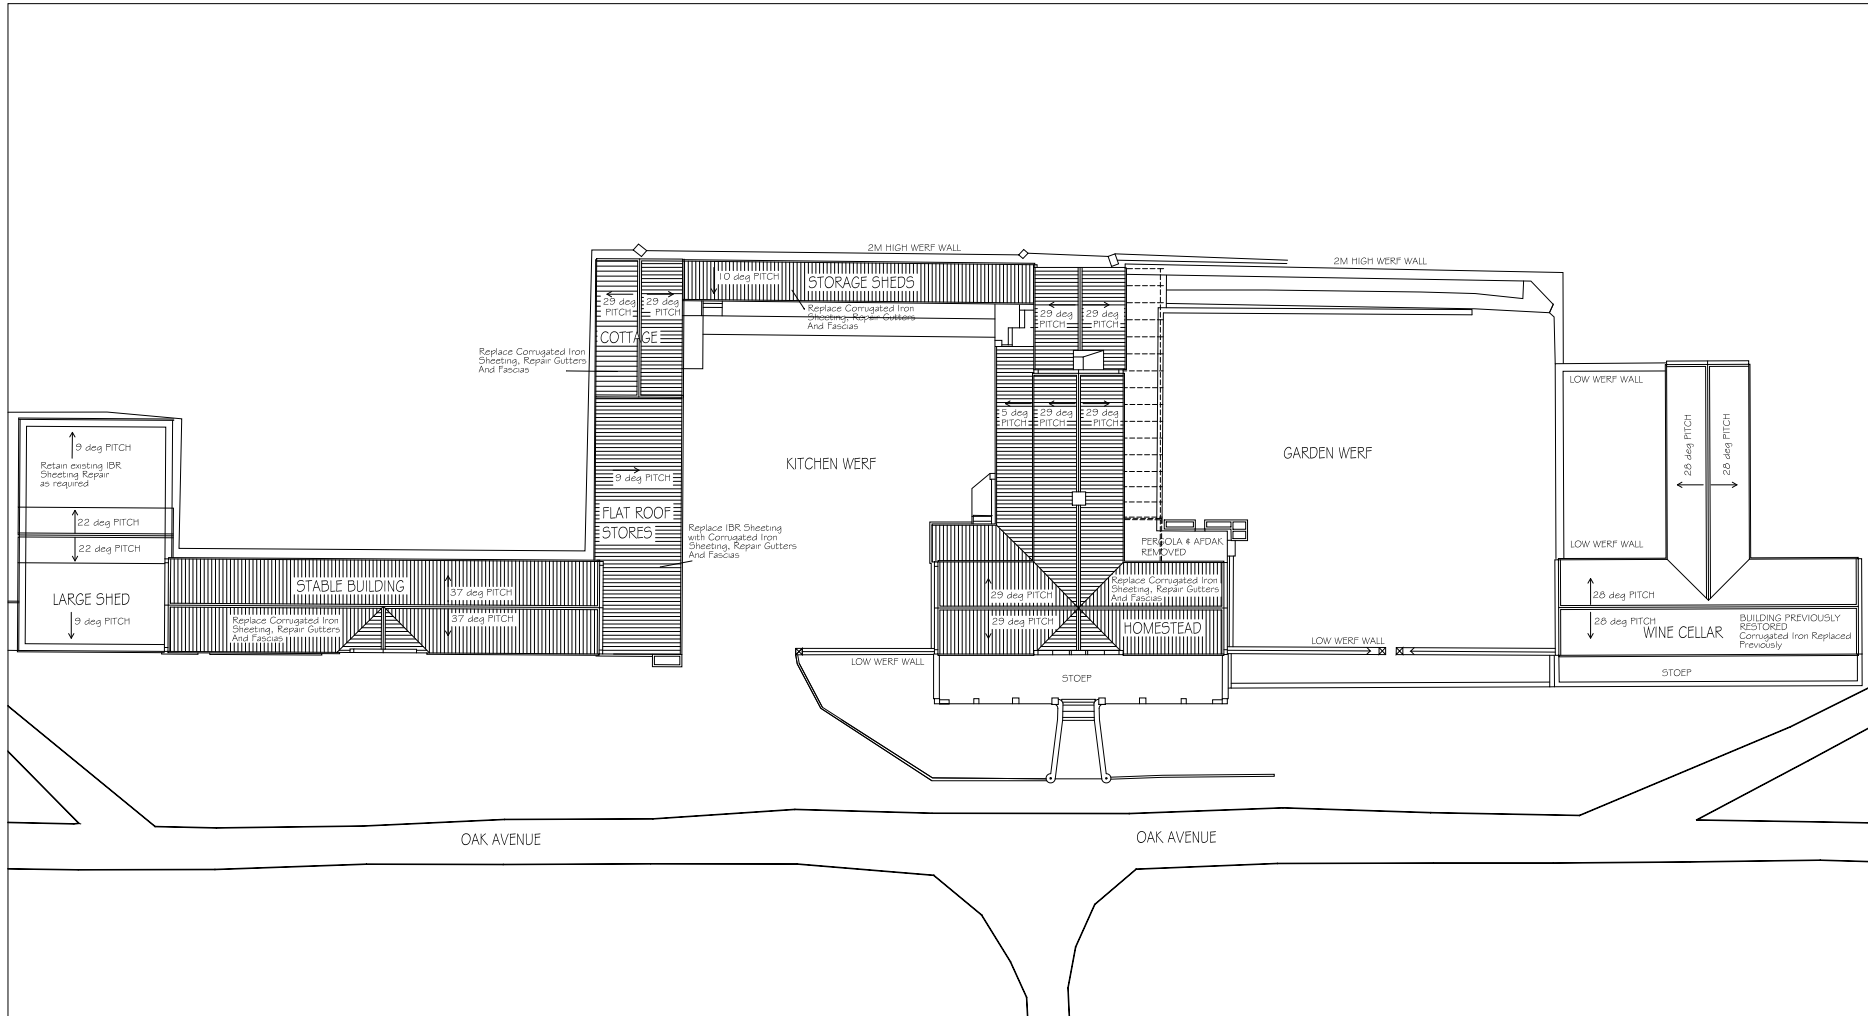 2M HIGH WERF WALL
2M HIGH WERF WALL
10 deg PITCH
STORAGE SHEDS
Replace Corrugated Iron
Sheeting, Repair Gutters
And Fascias
29 deg
PITCH
29 deg
PITCH
COTTAGE
Replace Corrugated Iron
Sheeting, Repair Gutters
And Fascias
29 deg
PITCH
29 deg
PITCH
5 deg
PITCH
29 deg
PITCH
29 deg
PITCH
KITCHEN WERF
GARDEN WERF
LOW WERF WALL
28 deg PITCH
28 deg PITCH
LOW WERF WALL
9 deg PITCH
Retain existing IBR
Sheeting Repair
as required
22 deg PITCH
22 deg PITCH
LARGE SHED
9 deg PITCH
9 deg PITCH
FLAT ROOF
STORES
Replace IBR Sheeting
with Corrugated Iron
Sheeting, Repair Gutters
And Fascias
STABLE BUILDING
37 deg PITCH
37 deg PITCH
Replace Corrugated Iron
Sheeting, Repair Gutters
And Fascias
PERGOLA & AFDAK
REMOVED
29 deg PITCH
29 deg PITCH
Replace Corrugated Iron
Sheeting, Repair Gutters
And Fascias
HOMESTEAD
LOW WERF WALL
STOEP
LOW WERF WALL
28 deg PITCH
28 deg PITCH
WINE CELLAR
BUILDING PREVIOUSLY
RESTORED
Corrugated Iron Replaced
Previously
STOEP
OAK AVENUE
OAK AVENUE